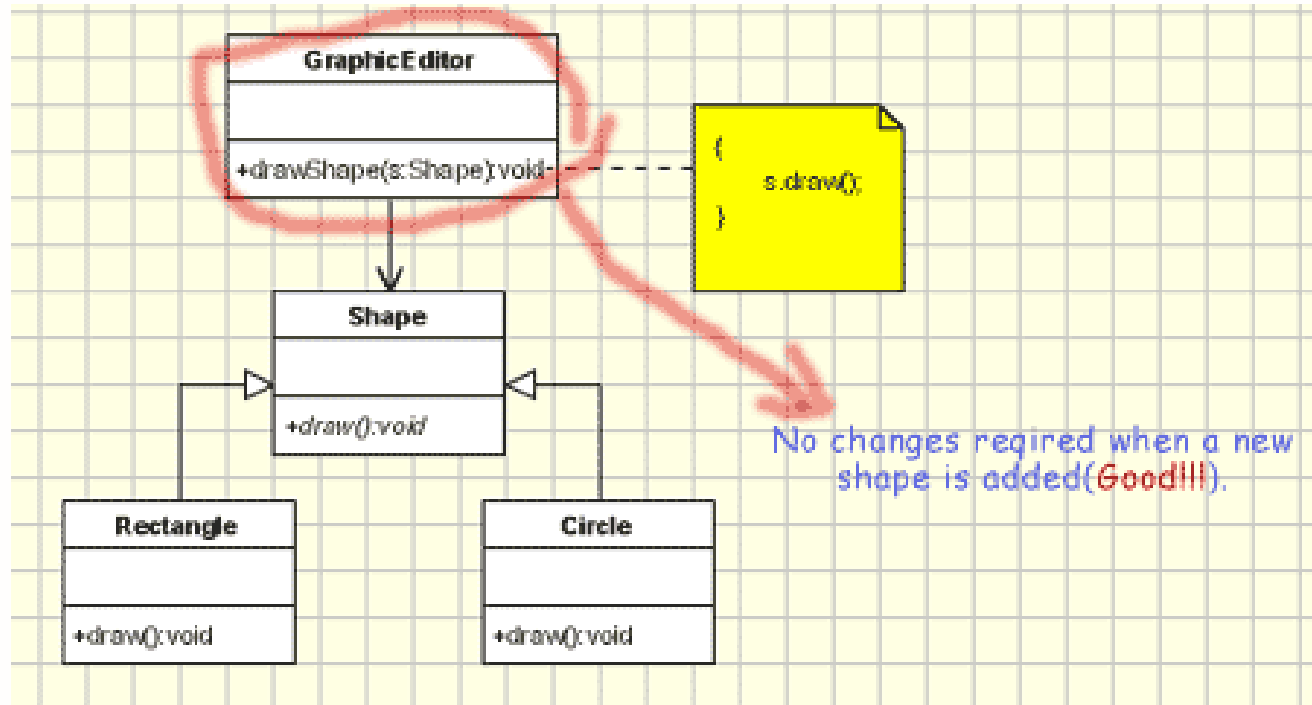 GraphicEditor
+drawShape(s:Shape):void
{
s.draw();
}
Shape
+draw():void
No changes reqired when a new
shape is added(Good!!!).
Rectangle
+draw():void
Circle
+draw():void